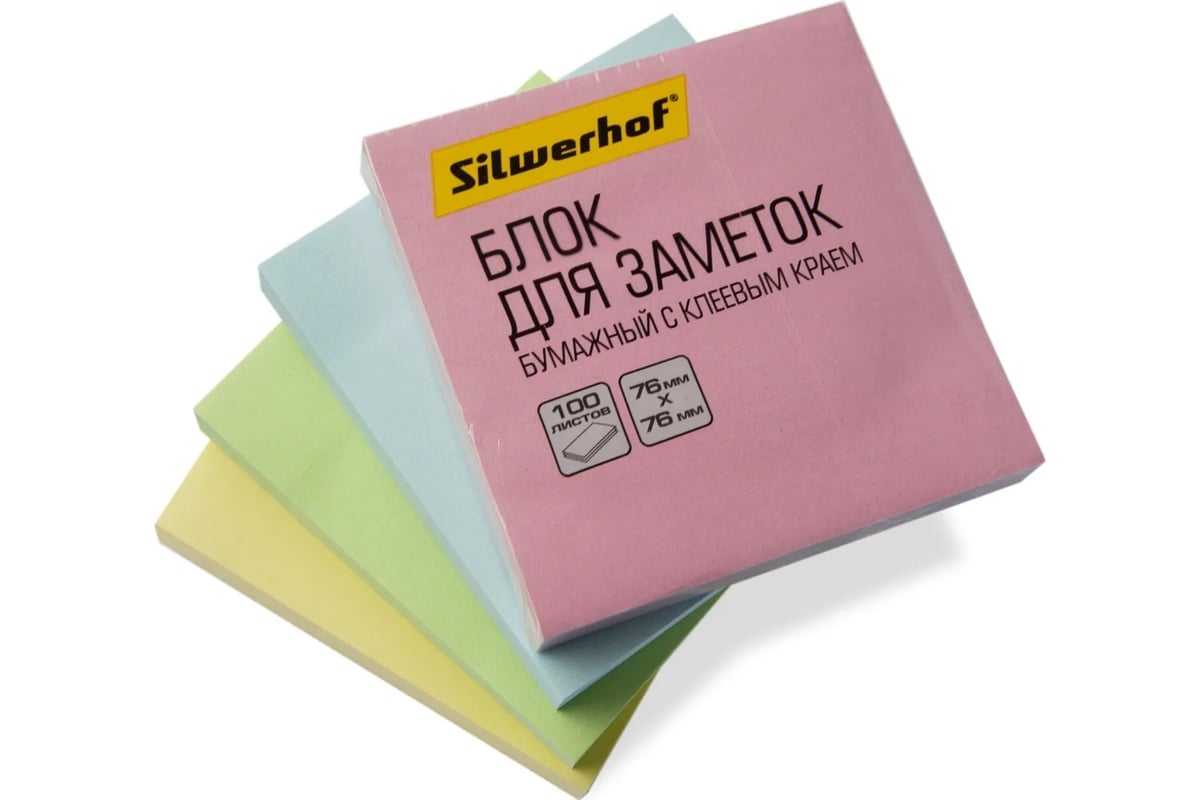 Silwerhof®
БЛОК
ДЛЯ ЗАМЕТОК
БУМАЖНЫЙ С КЛЕЕВЫМ КРАЕМ
100
ЛИСТОВ
76 мм
X
76 мм